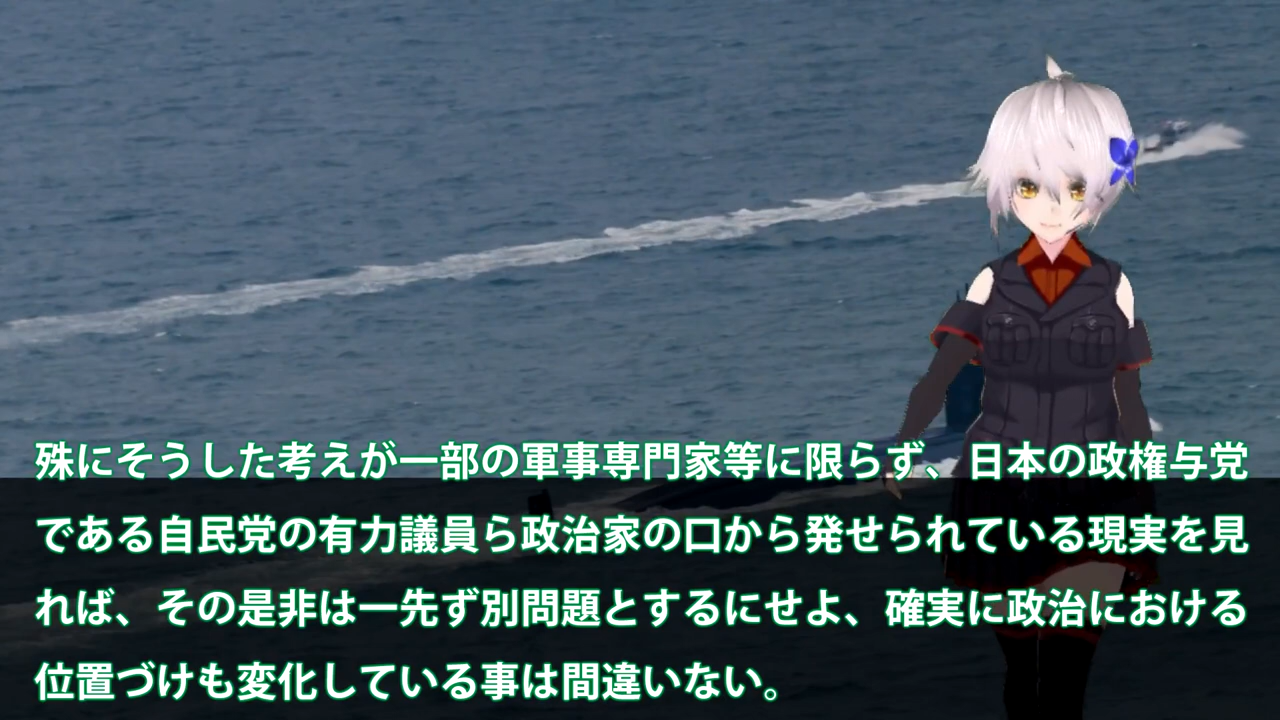 殊にそうした考えが一部の軍事専門家等に限らず、日本の政権与党
である自民党の有力議員ら政治家の口から発せられている現実を見
れば、その是非は一先ず別問題とするにせよ、確実に政治における
位置づけも変化している事は間違いない。